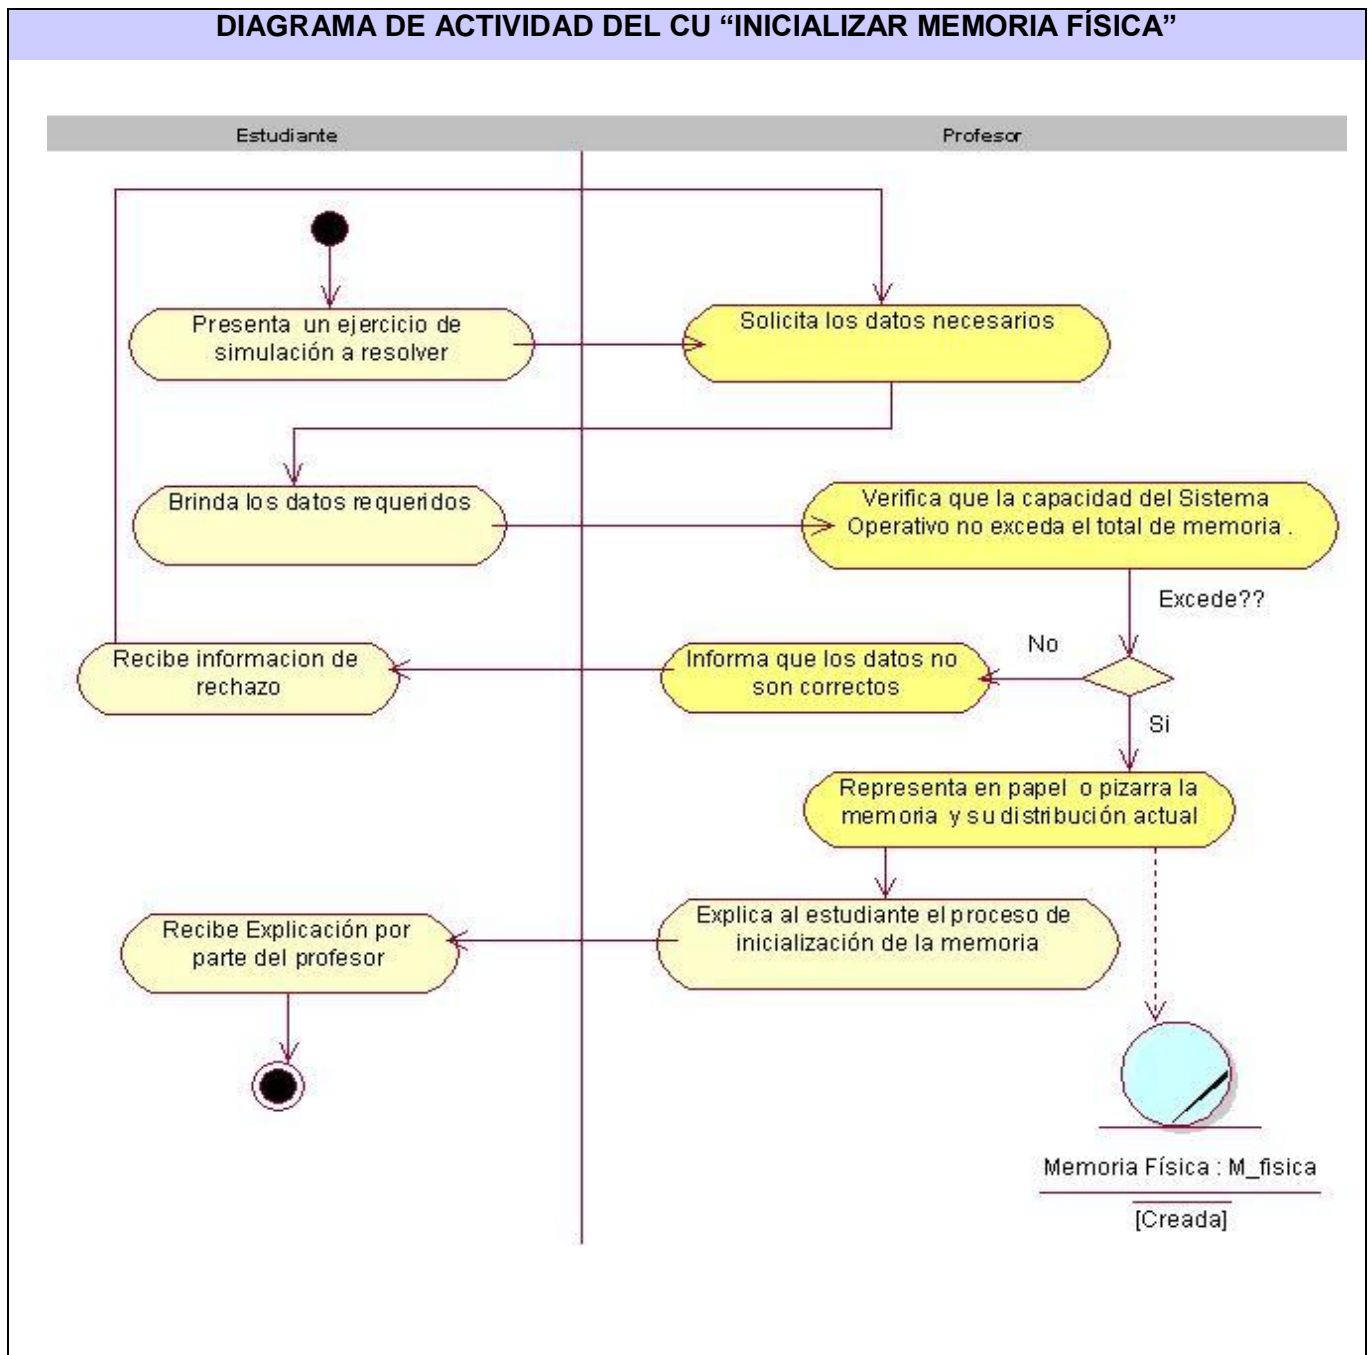 DIAGRAMA DE ACTIVIDAD DEL CU “INICIALIZAR MEMORIA FÍSICA”
Estudiante
Profesor
Presenta un ejercicio de
simulación a resolver
Solicita los datos necesarios
Brinda los datos requeridos
Verifica que la capacidad del Sistema
Operativo no exceda el total de memoria .
Excede??
No
Recibe informacion de
rechazo
Informa que los datos no
son correctos
Si
Representa en papel o pizarra la
memoria y su distribución actual
Explica al estudiante el proceso de
inicialización de la memoria
Recibe Explicación por
parte del profesor
Memoria Física : M_fisica
[Creada]